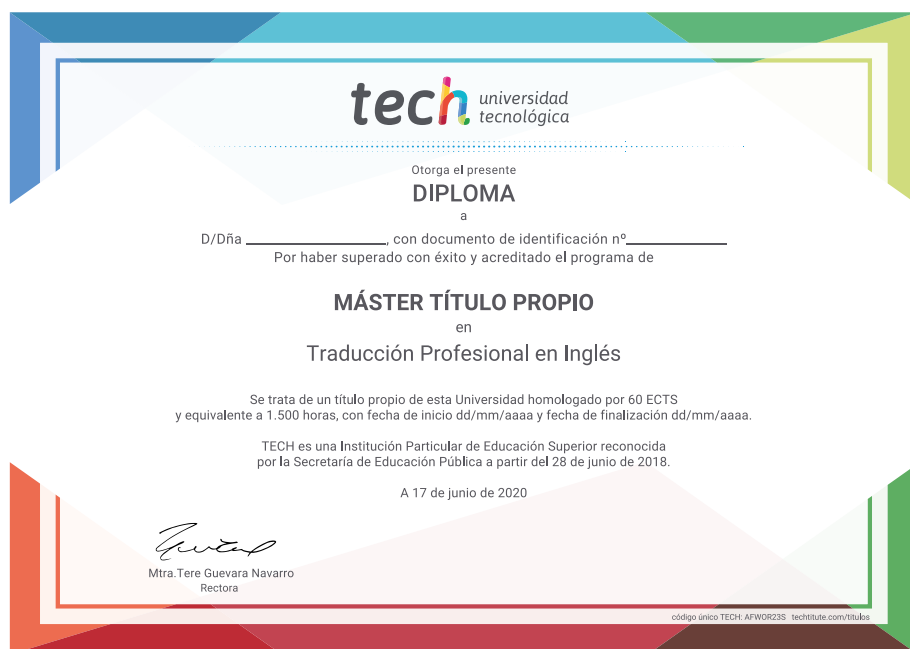 tech universidad
tecnológica
Otorga el presente
DIPLOMA
a
D/Dña ________________, con documento de identificación nº____________
Por haber superado con éxito y acreditado el programa de
MÁSTER TÍTULO PROPIO
en
Traducción Profesional en Inglés
Se trata de un título propio de esta Universidad homologado por 60 ECTS
y equivalente a 1.500 horas, con fecha de inicio dd/mm/aaaa y fecha de finalización dd/mm/aaaa.
TECH es una Institución Particular de Educación Superior reconocida
por la Secretaría de Educación Pública a partir del 28 de junio de 2018.
A 17 de junio de 2020
Mtra.Tere Guevara Navarro
Rectora
código único TECH: AFWOR23S techtitute.com/titulos